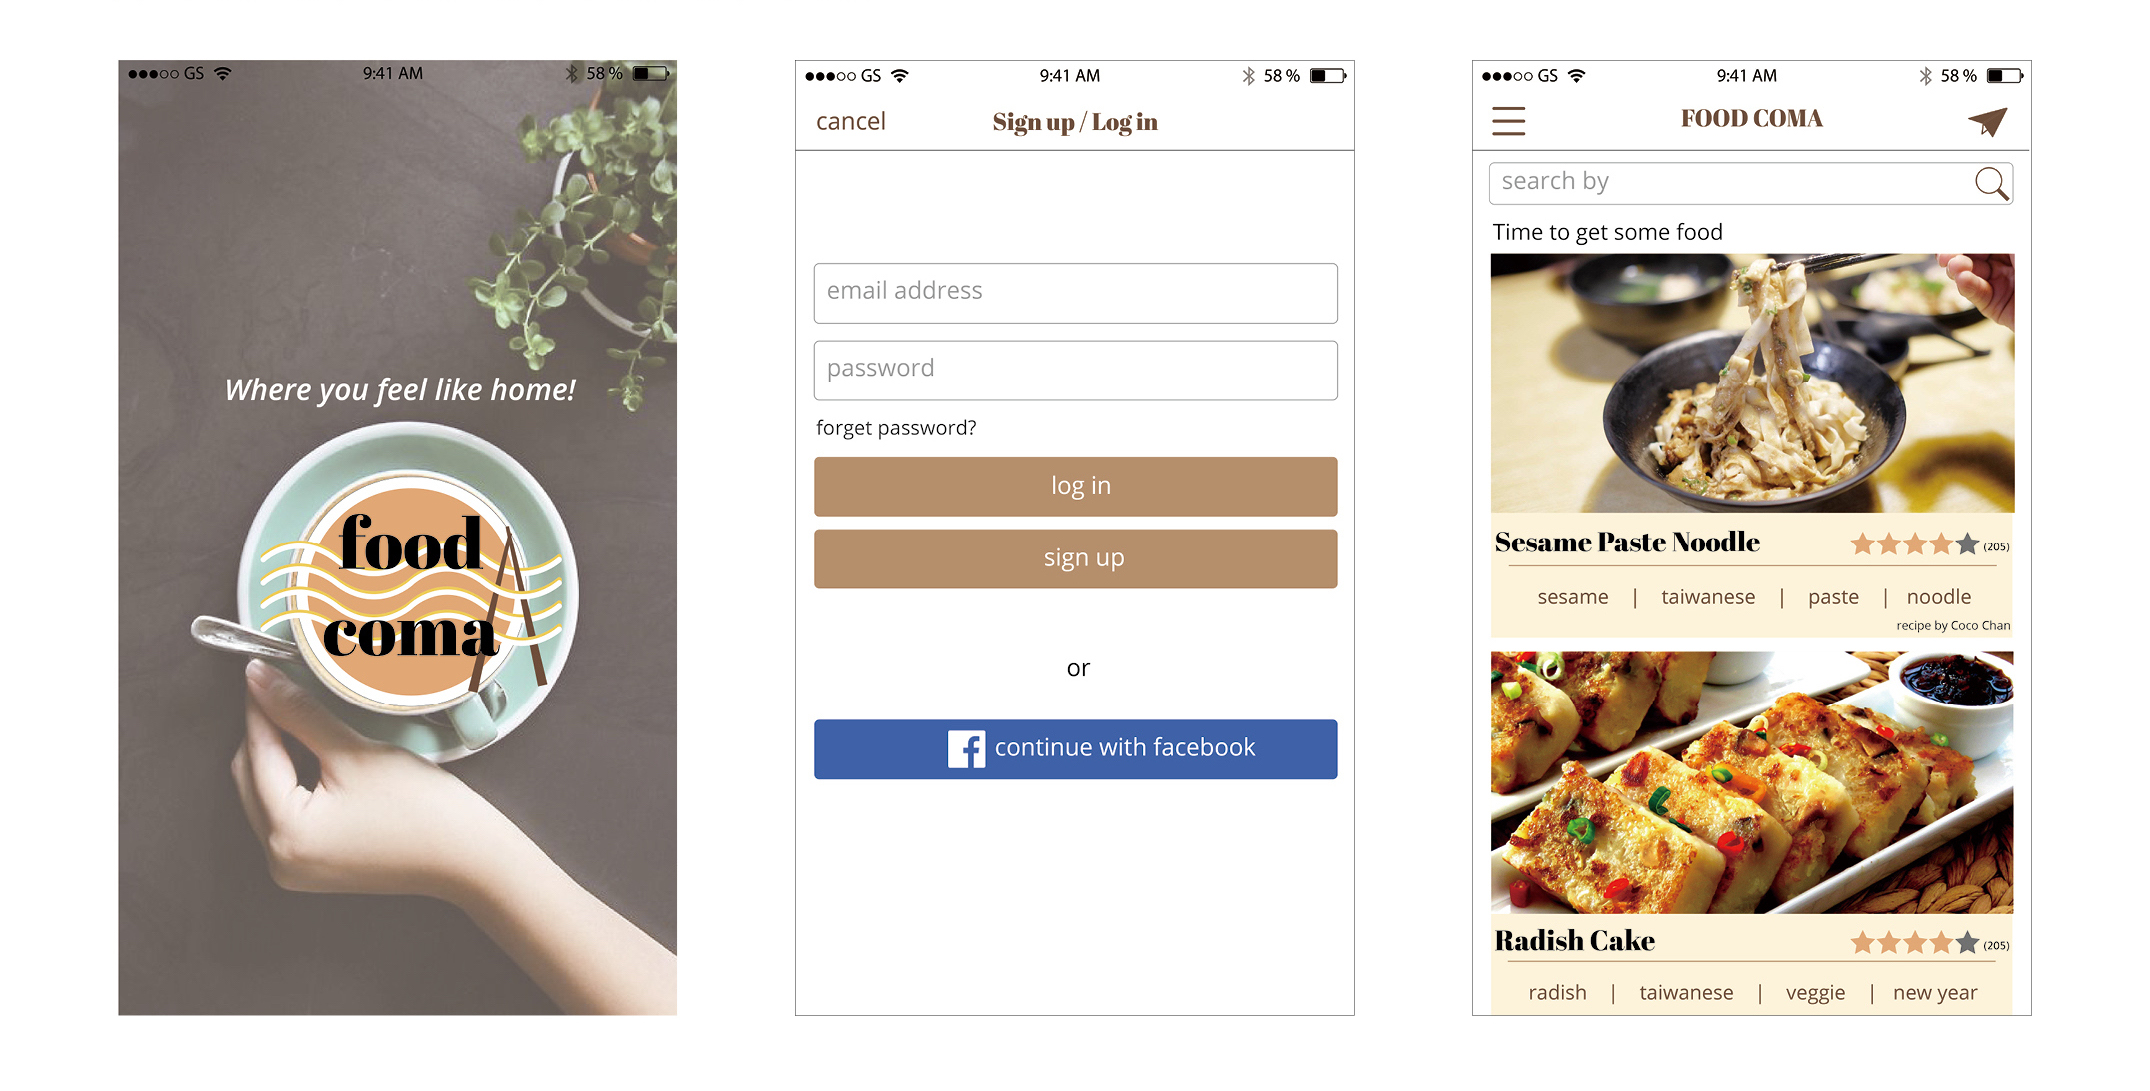 GS 9:41 AM 58 %
Where you feel like home!
food
coma
GS 9:41 AM 58 %
cancel Sign up / Log in
email address
password
forget password?
log in
sign up
or
continue with facebook
GS 9:41 AM 58 %
FOOD COMA
search by
Time to get some food
Sesame Paste Noodle (205)
sesame | taiwanese | paste | noodle
recipe by Coco Chan
Radish Cake (205)
radish | taiwanese | veggie | new year